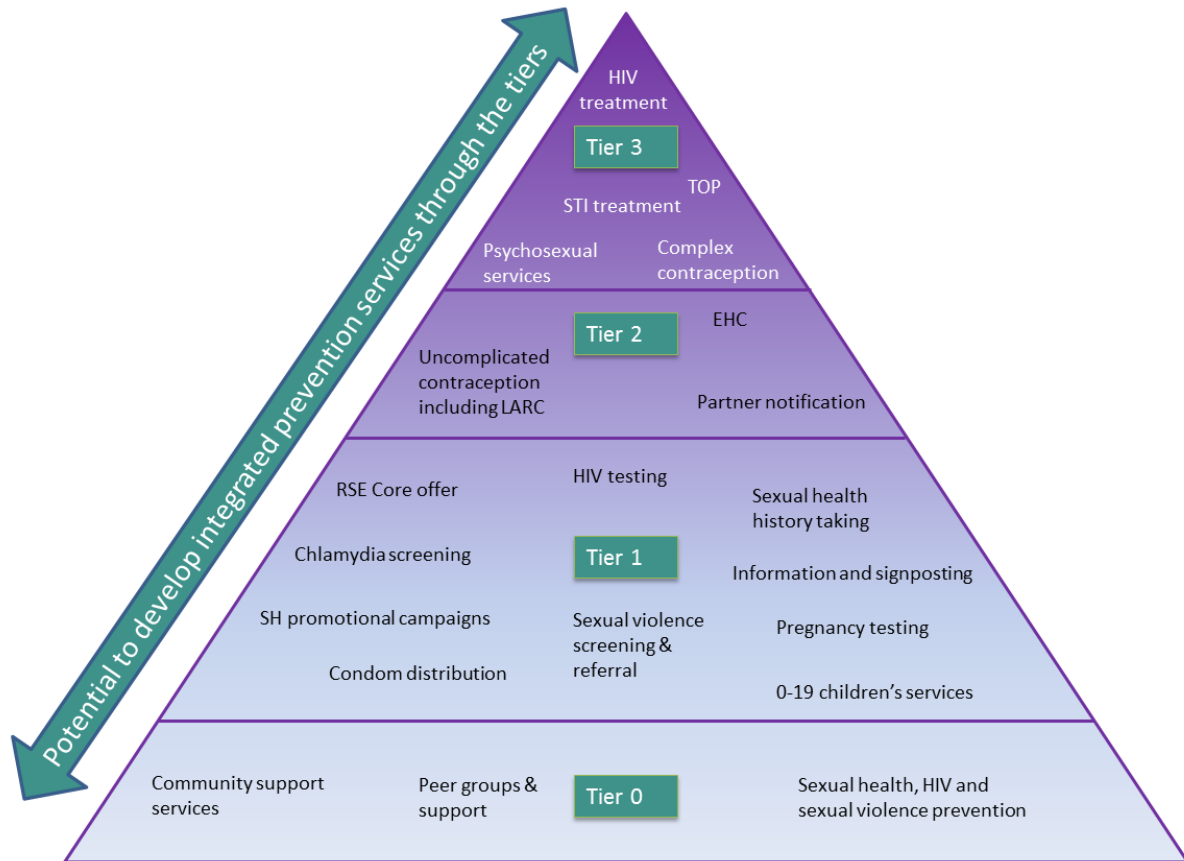 Potential to develop integrated prevention services through the tiers
HIV
treatment
Tier 3
TOP
STI treatment
Psychosexual
services
Complex
contraception
Tier 2
EHC
Uncomplicated
contraception
including LARC
Partner notification
HIV testing
RSE Core offer
Sexual health
history taking
Chlamydia screening
Tier 1
Information and signposting
SH promotional campaigns
Sexual violence
screening &
referral
Pregnancy testing
Condom distribution
0-19 children’s services
Community support
services
Peer groups &
support
Tier 0
Sexual health, HIV and
sexual violence prevention